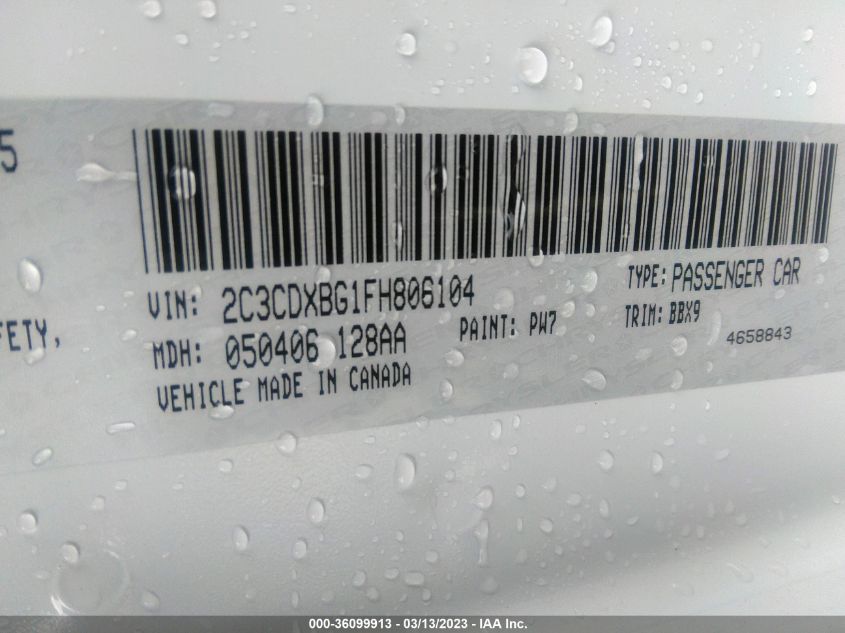 5
VIN: 2C3CDXBG1FH806104 TYPE: PASSENGER CAR
FETY, MDH: 050406 128AA PAINT: PW7 TRIM: BBX9
VEHICLE MADE IN CANADA 4658843
000-36099913 - 03/13/2023 - IAA Inc.